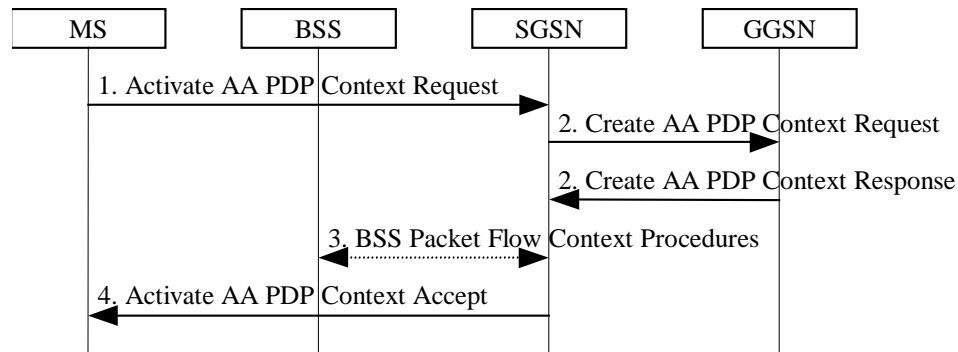 MS BSS SGSN GGSN
1. Activate AA PDP Context Request
2. Create AA PDP Context Request
2. Create AA PDP Context Response
3. BSS Packet Flow Context Procedures
4. Activate AA PDP Context Accept